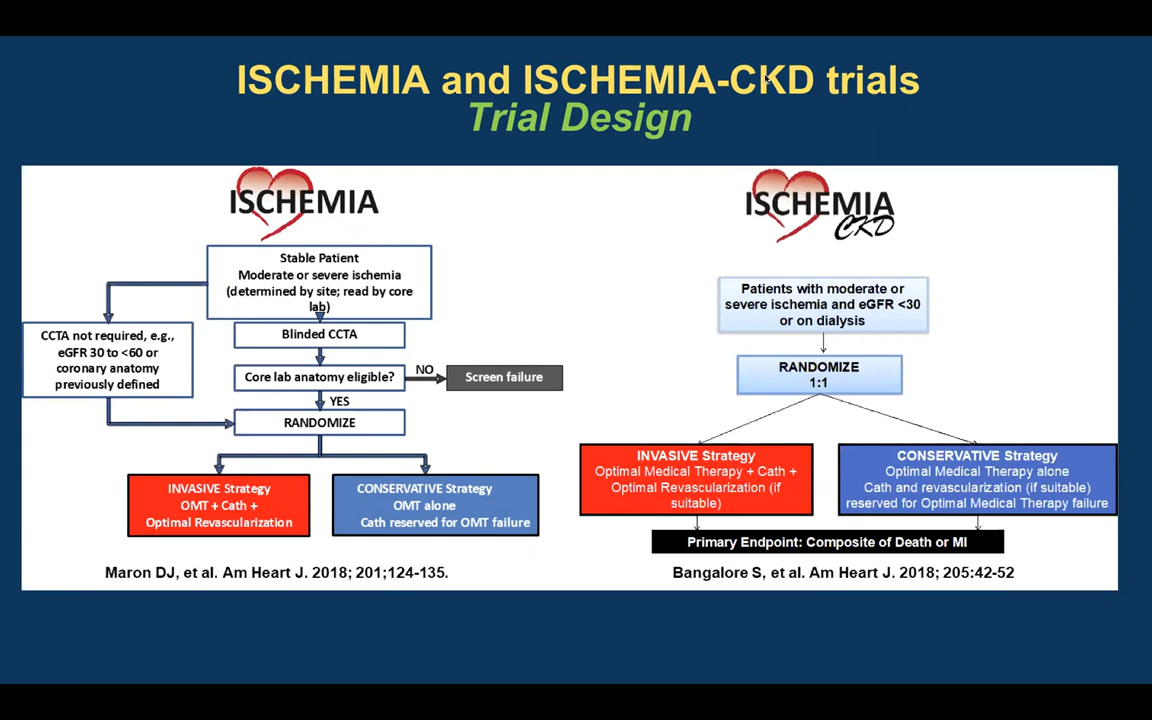 ISCHEMIA and ISCHEMIA-CKD trials
Trial Design
ISCHEMIA
Stable Patient
Moderate or severe ischemia
(determined by site; read by core
lab)
CCTA not required, e.g.,
eGFR 30 to <60 or
coronary anatomy
previously defined
Blinded CCTA
Core lab anatomy eligible?
NO
Screen failure
YES
RANDOMIZE
INVASIVE Strategy
OMT + Cath +
Optimal Revascularization
CONSERVATIVE Strategy
OMT alone
Cath reserved for OMT failure
Maron DJ, et al. Am Heart J. 2018; 201;124-135.
ISCHEMIA
CKD
Patients with moderate or
severe ischemia and eGFR <30
or on dialysis
RANDOMIZE
1:1
INVASIVE Strategy
Optimal Medical Therapy + Cath +
Optimal Revascularization (if
suitable)
CONSERVATIVE Strategy
Optimal Medical Therapy alone
Cath and revascularization (if suitable)
reserved for Optimal Medical Therapy failure
Primary Endpoint: Composite of Death or MI
Bangalore S, et al. Am Heart J. 2018; 205:42-52